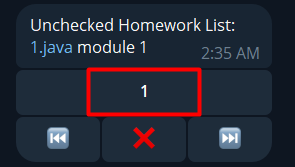 Unchecked Homework List:
1.java module 1
2:35 AM
1